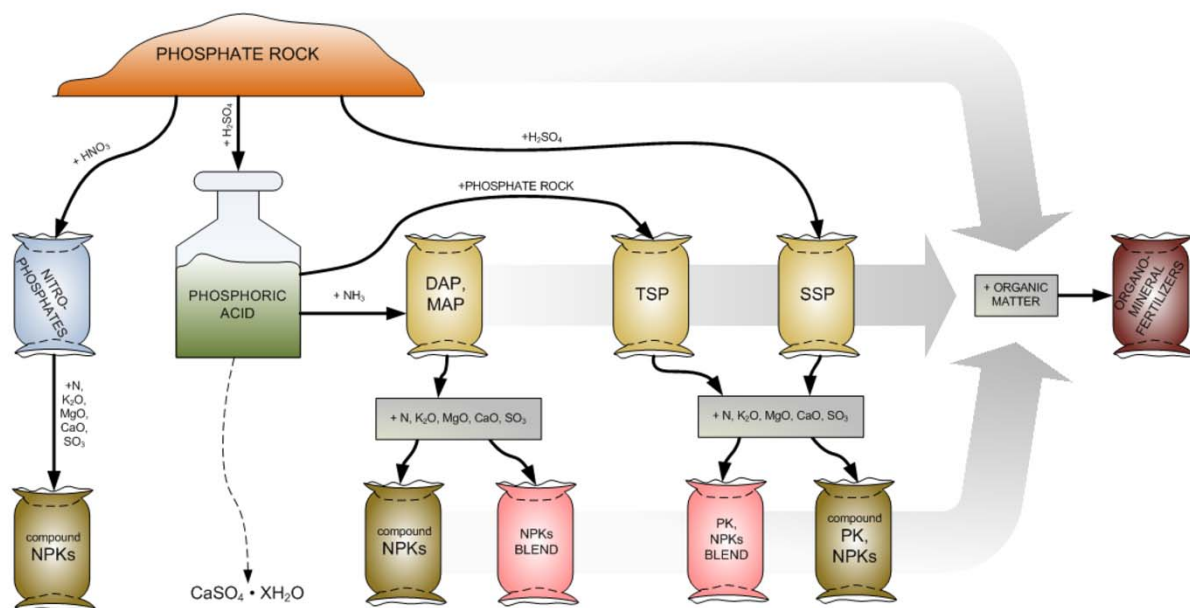 PHOSPHATE ROCK
+ HNO₃
+ H₂SO₄
+H₂SO₄
+PHOSPHATE ROCK
NITRO-
PHOSPHATES
PHOSPHORIC
ACID
+ NH₃
DAP,
MAP
TSP
SSP
+ ORGANIC
MATTER
ORGANO-
MINERAL
FERTILIZERS
+N,
K₂O,
MgO,
CaO,
SO₃
+ N, K₂O, MgO, CaO, SO₃
+ N, K₂O, MgO, CaO, SO₃
compound
NPKs
compound
NPKs
NPKs
BLEND
PK,
NPKs
BLEND
compound
PK,
NPKs
CaSO₄ • XH₂O